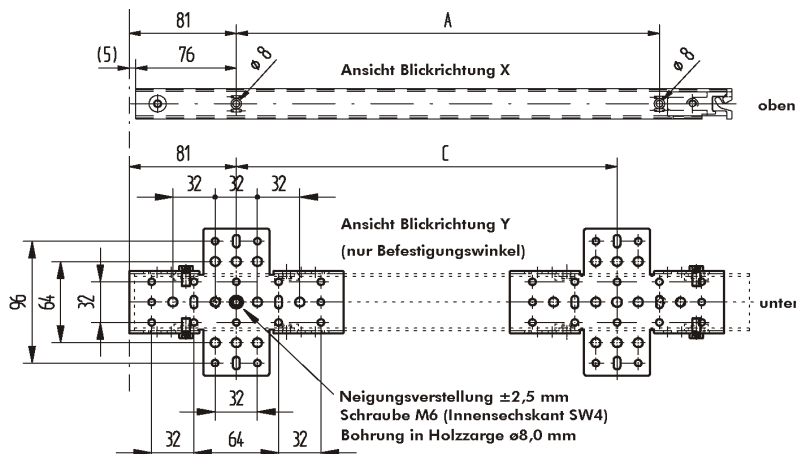 81 A
(5) 76 ø 8 ø 8
Ansicht Blickrichtung X
oben
81 C
32 32 32
Ansicht Blickrichtung Y
(nur Befestigungswinkel)
96 64 32
unten
Neigungsverstellung ±2,5 mm
32
Schraube M6 (Innensechskant SW4)
32 64 32
Bohrung in Holzzarge ø8,0 mm